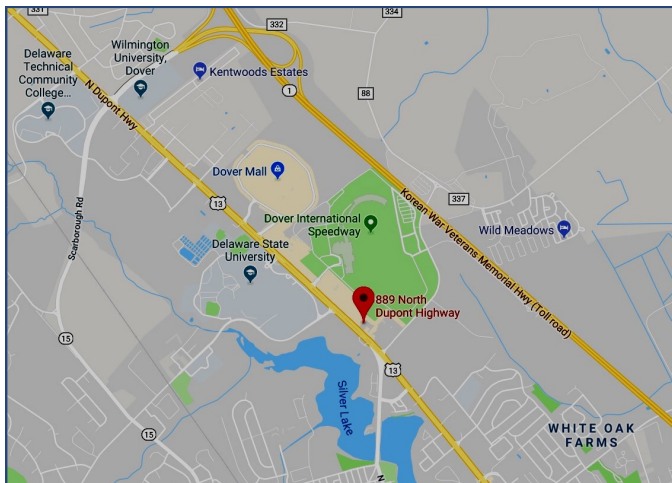 331
332
334
Delaware
Technical
Community
College...
Wilmington
University,
Dover
Kentwoods Estates
1
88
N Dupont Hwy
Dover Mall
Korean War Veterans Memorial Hwy (Toll road)
337
Scarborough Rd
13
Dover International
Speedway
Wild Meadows
Delaware State
University
889 North
Dupont Highway
15
13
Silver Lake
15
WHITE OAK
FARMS
N